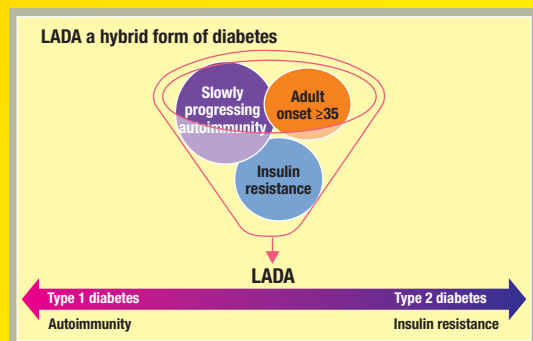 LADA a hybrid form of diabetes
Slowly
progressing
autoimmunity
Adult
onset ≥35
Insulin
resistance
LADA
Type 1 diabetes
Type 2 diabetes
Autoimmunity
Insulin resistance